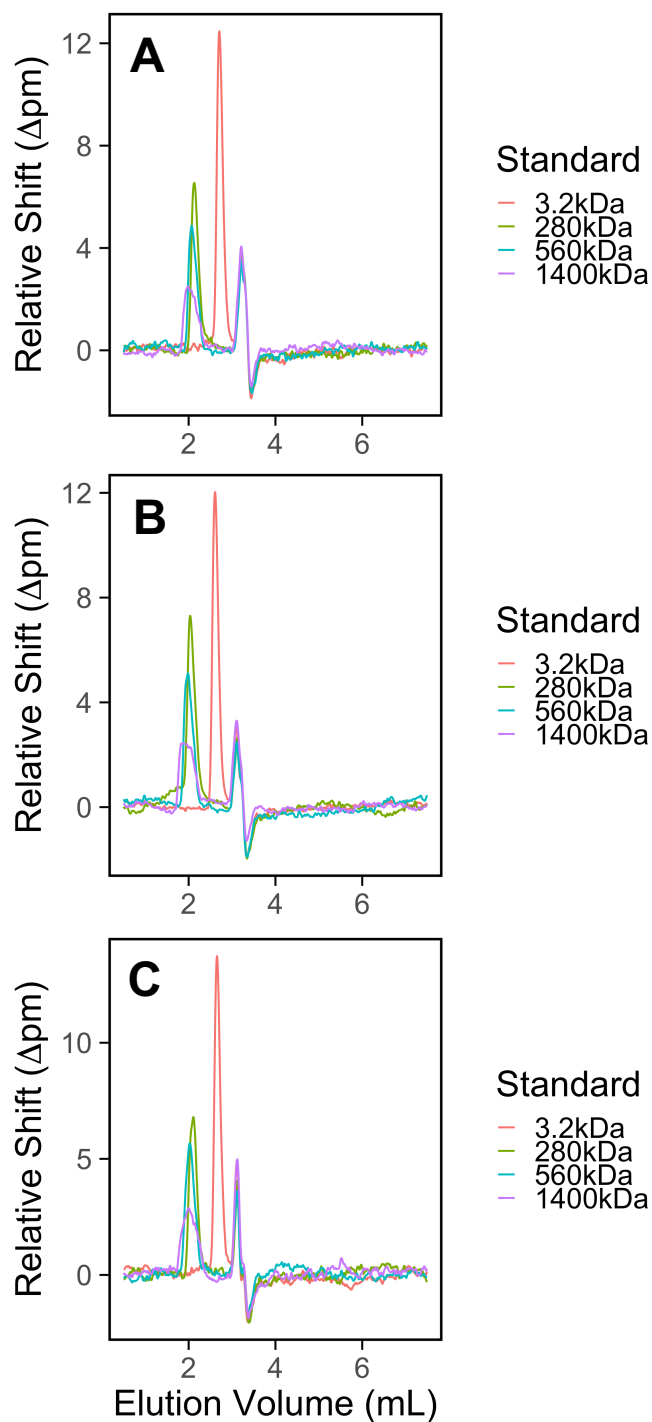 A
Relative Shift (Δpm)
12
8
4
0
2 4 6
Standard
3.2kDa
280kDa
560kDa
1400kDa
B
Relative Shift (Δpm)
12
8
4
0
2 4 6
Standard
3.2kDa
280kDa
560kDa
1400kDa
C
Relative Shift (Δpm)
10
5
0
2 4 6
Elution Volume (mL)
Standard
3.2kDa
280kDa
560kDa
1400kDa